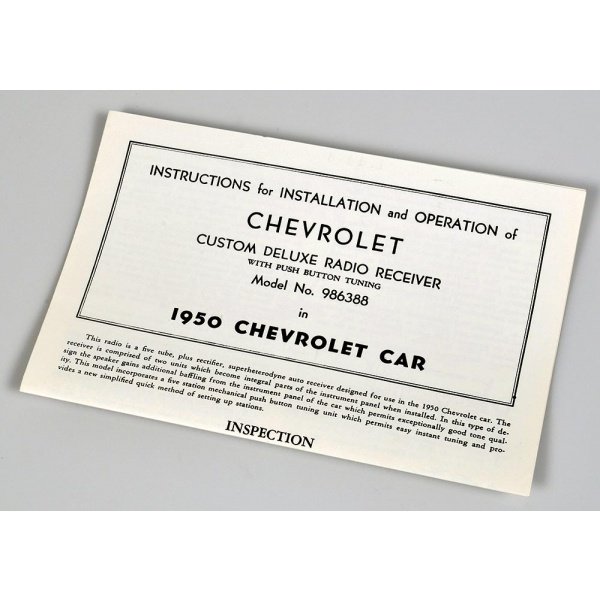 INSTRUCTIONS for INSTALLATION and OPERATION of
CHEVROLET
CUSTOM DELUXE RADIO RECEIVER
WITH PUSH BUTTON TUNING
Model No. 986388
in
1950 CHEVROLET CAR
This radio is a five tube, plus rectifier, superheterodyne auto receiver designed for use in the 1950 Chevrolet car. The
receiver is comprised of two units which become integral parts of the instrument panel when installed. In this type of de-
sign the speaker gains additional baffling from the instrument panel of the car which permits exceptionally good tone qual-
ity. This model incorporates a five station mechanical push button tuning unit which permits easy instant tuning and pro-
vides a new simplified quick method of setting up stations.
INSPECTION